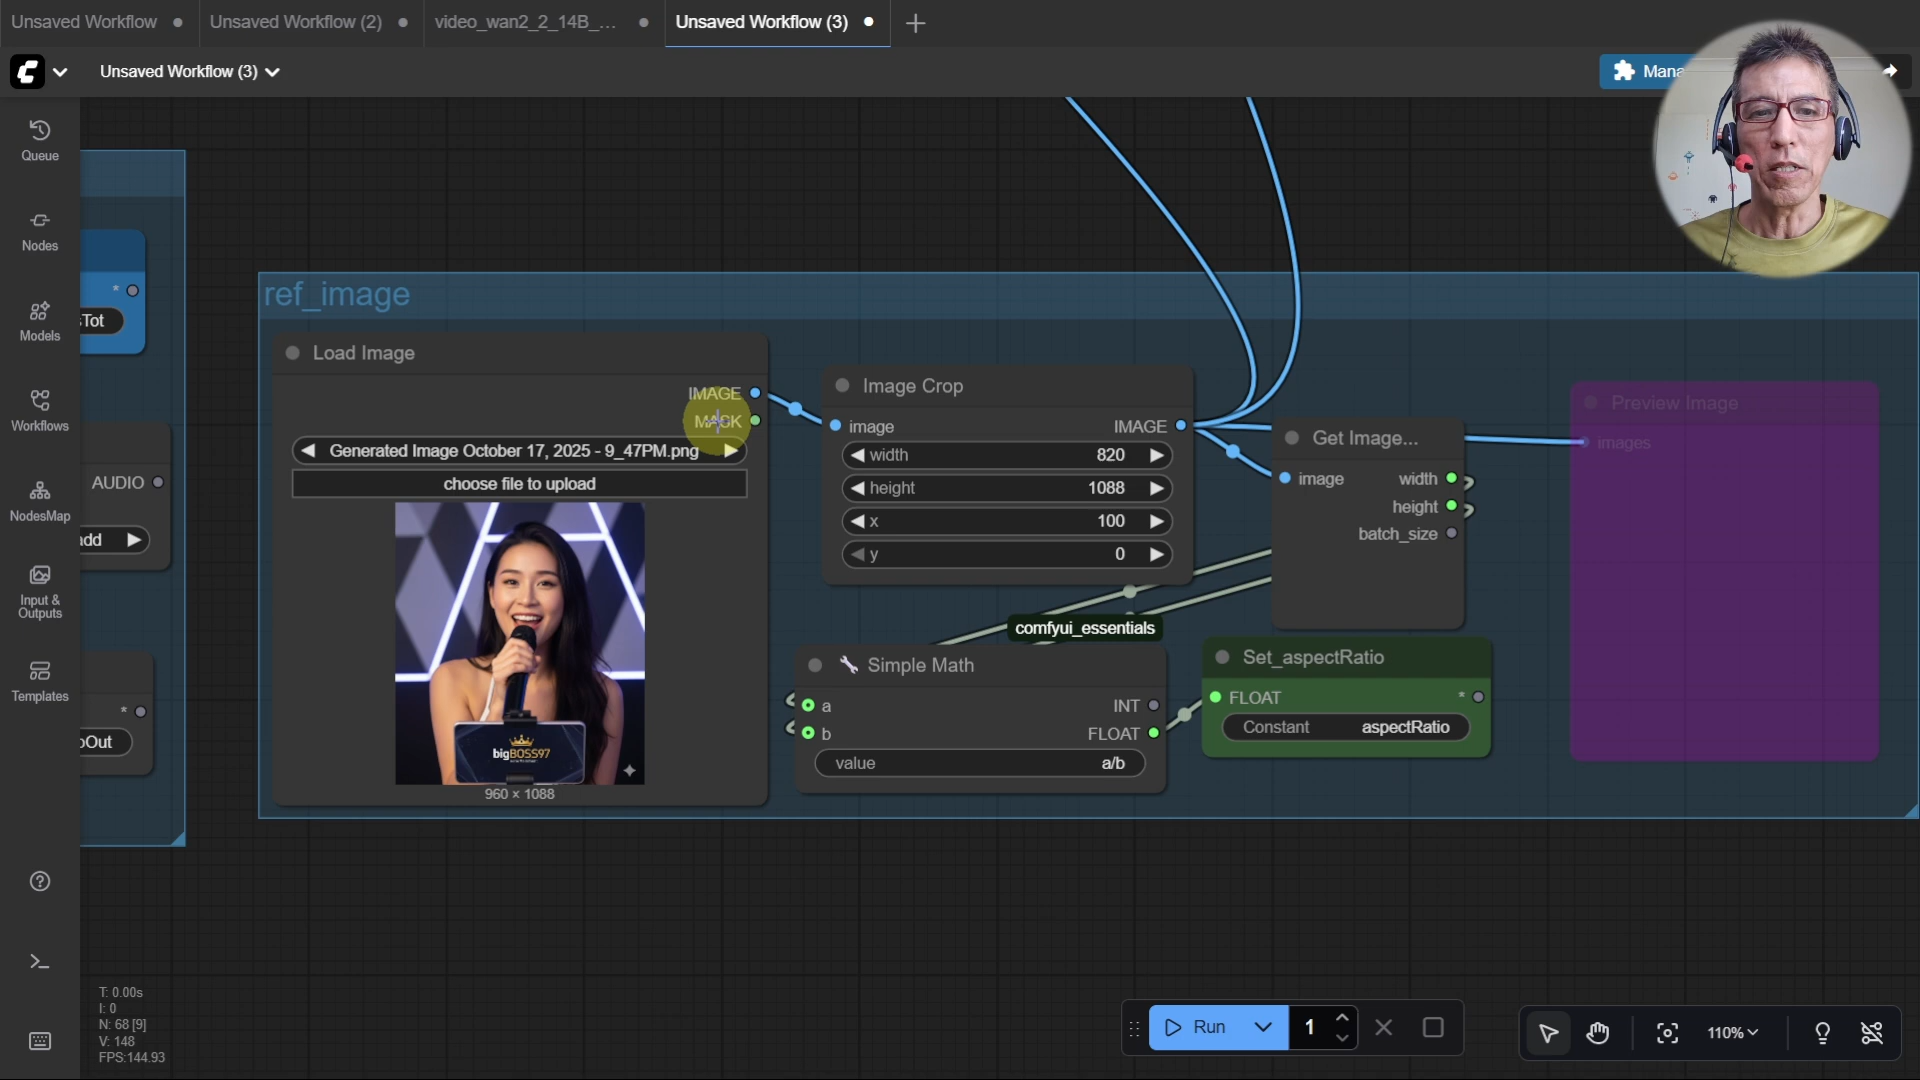 Unsaved Workflow
Unsaved Workflow (2)
video_wan2_2_14B_...
Unsaved Workflow (3)
Unsaved Workflow (3)
Mana
Queue
Nodes
Models
Workflows
NodesMap
Input &
Outputs
Templates
*
sTot
AUDIO
add
*
oOut
ref_image
Load Image
IMAGE
MASK
Generated Image October 17, 2025 - 9_47PM.png
choose file to upload
bigBOSS97
960 × 1088
Image Crop
image
IMAGE
width 820
height 1088
x 100
y 0
Get Image...
image
width
height
batch_size
Preview Image
images
comfyui_essentials
Simple Math
a
INT
b
FLOAT
value a/b
Set_aspectRatio
FLOAT *
Constant aspectRatio
T: 0.00s
I: 0
N: 68 [9]
V: 148
FPS:144.93
Run
1
110%